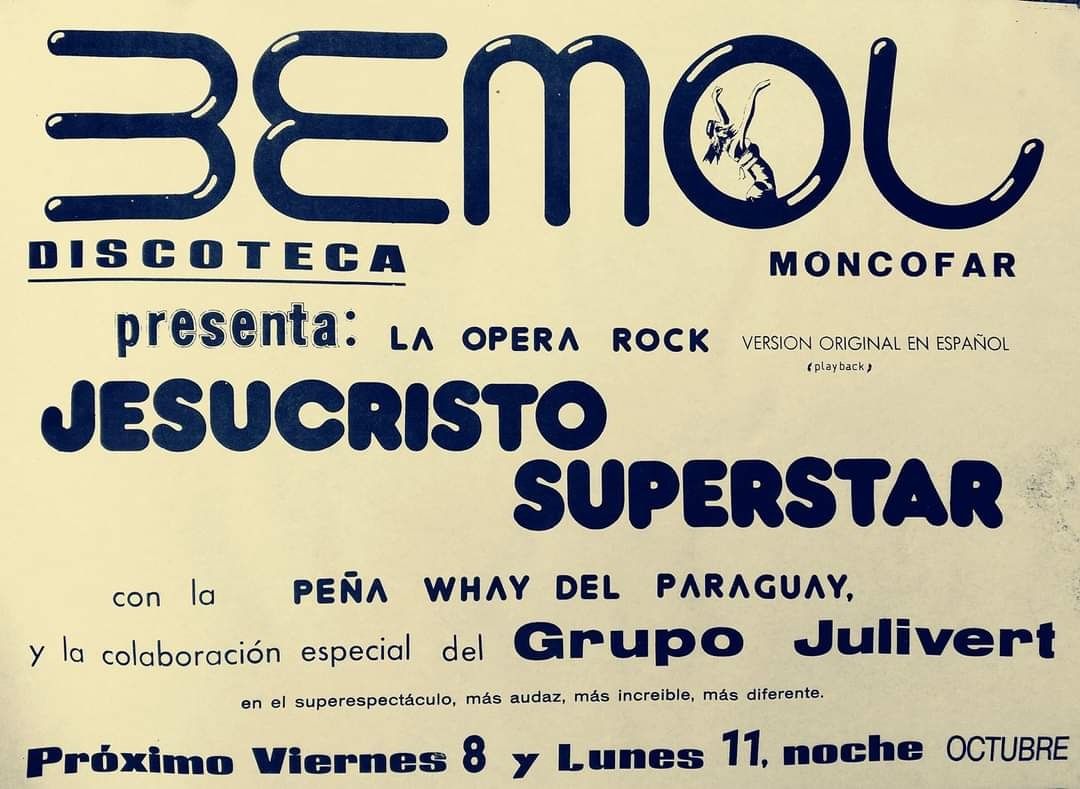 BEMOL
DISCOTECA
MONCOFAR
presenta: LA OPERA ROCK VERSION ORIGINAL EN ESPAÑOL
(playback)
JESUCRISTO
SUPERSTAR
con la PEÑA WHAY DEL PARAGUAY,
y la colaboración especial del Grupo Julivert
en el superespectáculo, más audaz, más increible, más diferente.
Próximo Viernes 8 y Lunes 11, noche OCTUBRE